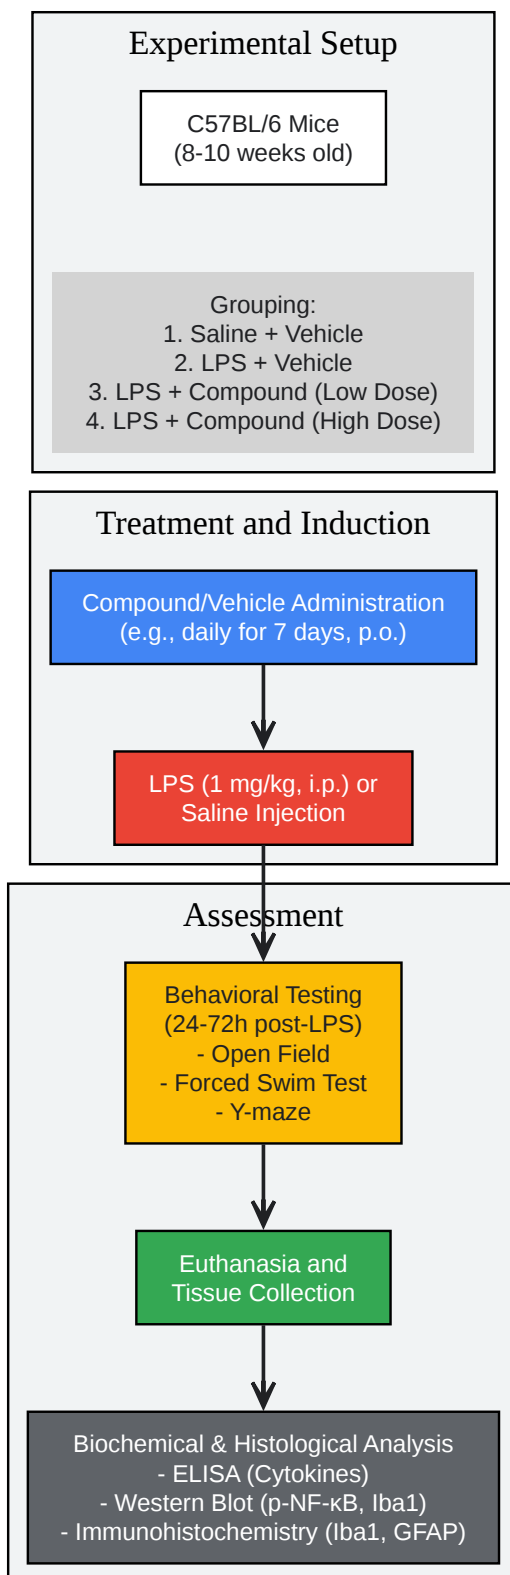 Experimental Setup
C57BL/6 Mice
(8-10 weeks old)
Grouping:
1. Saline + Vehicle
2. LPS + Vehicle
3. LPS + Compound (Low Dose)
4. LPS + Compound (High Dose)
Treatment and Induction
Compound/Vehicle Administration
(e.g., daily for 7 days, p.o.)
LPS (1 mg/kg, i.p.) or
Saline Injection
Assessment
Behavioral Testing
(24-72h post-LPS)
- Open Field
- Forced Swim Test
- Y-maze
Euthanasia and
Tissue Collection
Biochemical & Histological Analysis
- ELISA (Cytokines)
- Western Blot (p-NF-κB, Iba1)
- Immunohistochemistry (Iba1, GFAP)